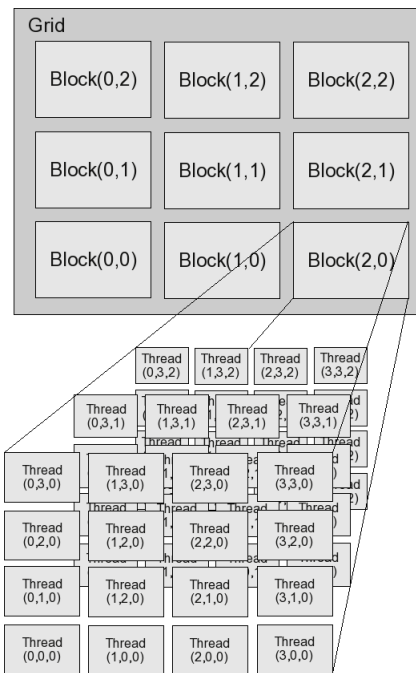 Grid
Block(0,2) Block(1,2) Block(2,2)
Block(0,1) Block(1,1) Block(2,1)
Block(0,0) Block(1,0) Block(2,0)
Thread Thread Thread Thread
(0,3,2) (1,3,2) (2,3,2) (3,3,2)
Thread Thread Thread Thread
(0,3,1) (1,3,1) (2,3,1) (3,3,1)
Thread Thread Thread Thread
(0,3,0) (1,3,0) (2,3,0) (3,3,0)
Thread Thread Thread Thread
(0,2,0) (1,2,0) (2,2,0) (3,2,0)
Thread Thread Thread Thread
(0,1,0) (1,2,0) (2,1,0) (3,1,0)
Thread Thread Thread Thread
(0,0,0) (1,0,0) (2,0,0) (3,0,0)